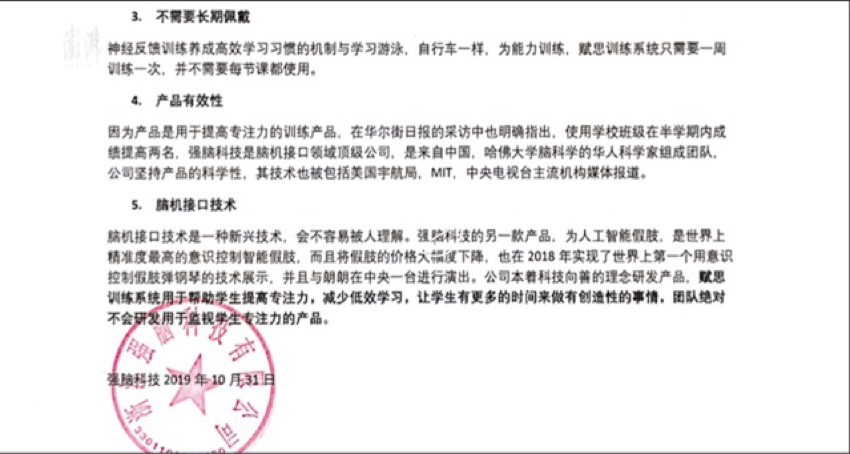 3. 不需要长期佩戴
神经反馈训练养成高效学习习惯的机制与学习游泳，自行车一样，为能力训练，赋思训练系统只需要一周
训练一次，并不需要每节课都使用。
4. 产品有效性
因为产品是用于提高专注力的训练产品，在华尔街日报的采访中也明确指出，使用学校班级在半学期内成
绩提高两名，强脑科技是脑机接口领域顶级公司，是来自中国，哈佛大学脑科学的华人科学家组成团队，
公司坚持产品的科学性，其技术也被包括美国宇航局，MIT，中央电视台主流机构媒体报道。
5. 脑机接口技术
脑机接口技术是一种新兴技术，会不容易被人理解。强脑科技的另一款产品，为人工智能假肢，是世界上
精准度最高的意识控制智能假肢，而且将假肢的价格大幅度下降，也在 2018 年实现了世界上第一个用意识
控制假肢弹钢琴的技术展示，并且与朗朗在中央一台进行演出。公司本着科技向善的理念研发产品，赋思
训练系统用于帮助学生提高专注力，减少低效学习，让学生有更多的时间来做有创造性的事情，团队绝对
不会研发用于监视学生专注力的产品。
强脑科技 2019 年 10 月 31 日
浙 强脑科技有限公司